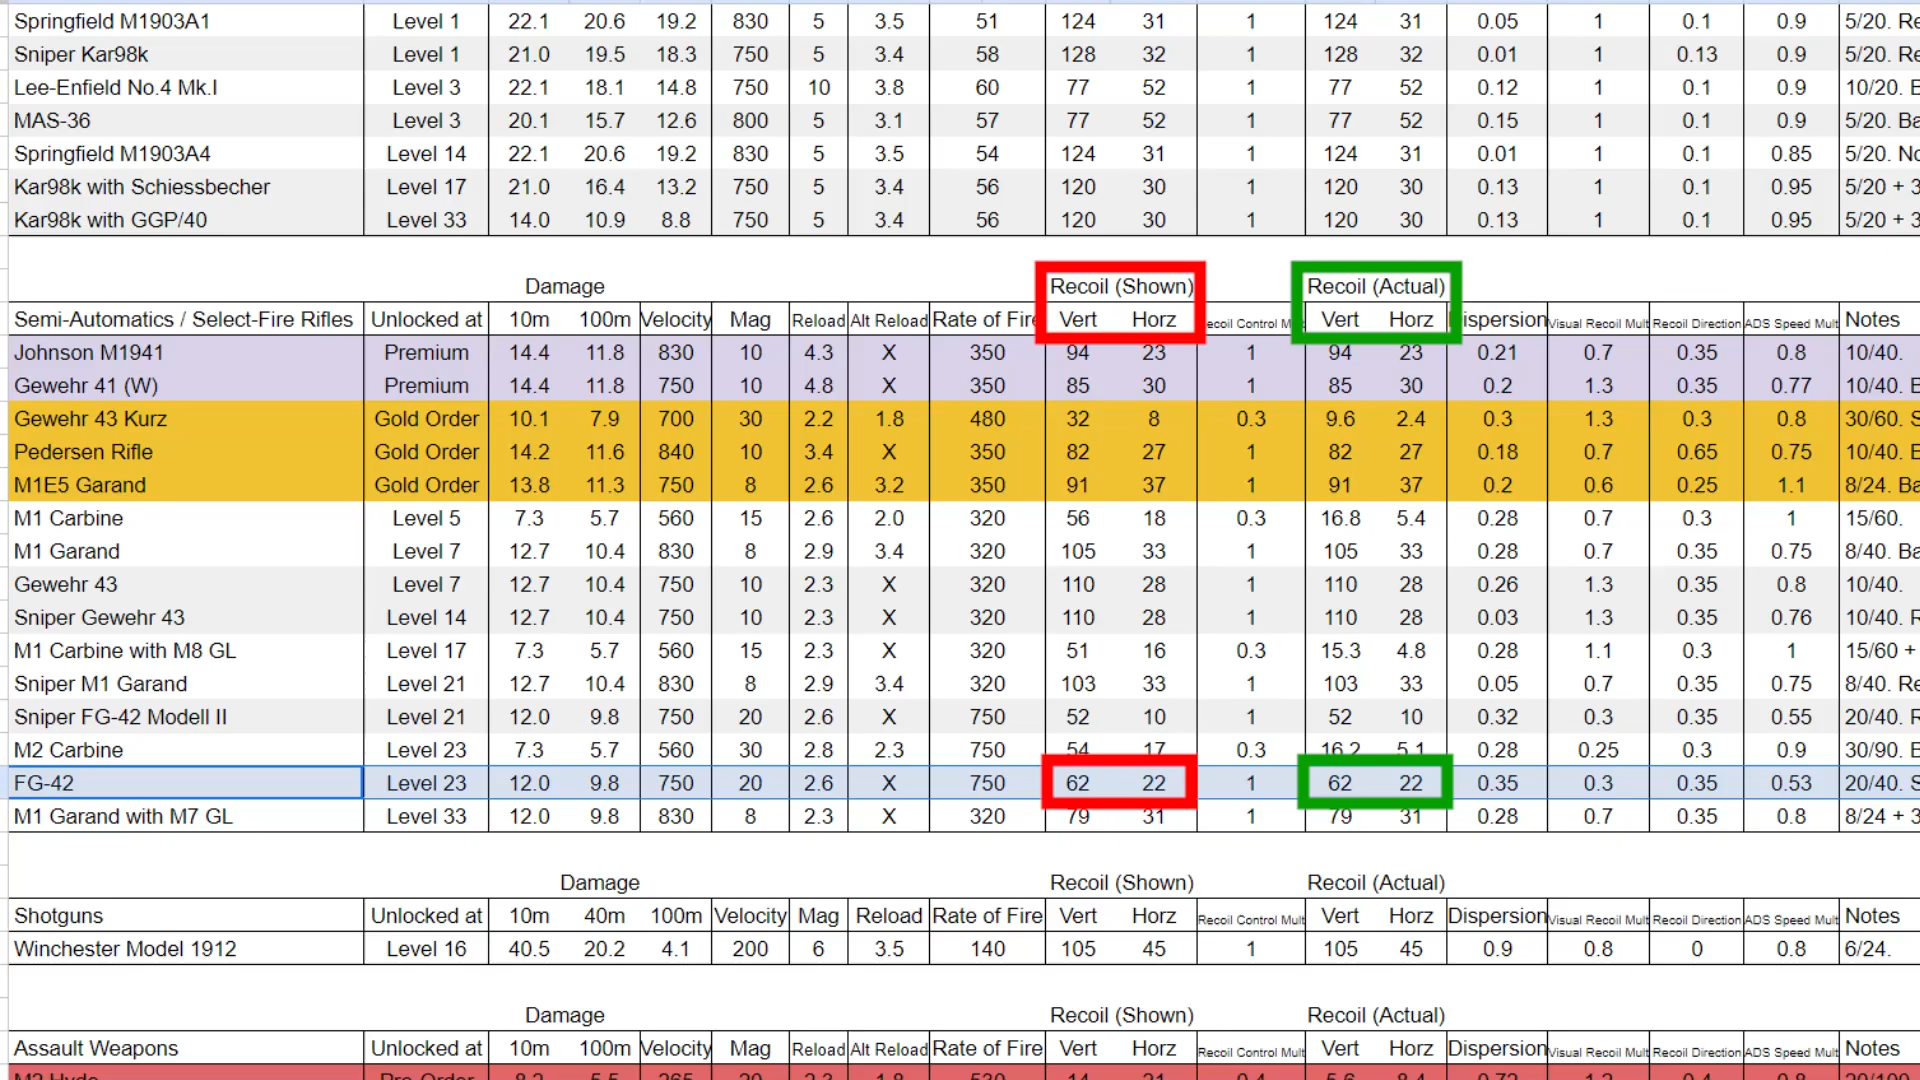 Springfield M1903A1 Level 1 22.1 20.6 19.2 830 5 3.5 51 124 31 1 124 31 0.05 1 0.1 0.9 5/20. Re
Sniper Kar98k Level 1 21.0 19.5 18.3 750 5 3.4 58 128 32 1 128 32 0.01 1 0.13 0.9 5/20. Re
Lee-Enfield No.4 Mk.I Level 3 22.1 18.1 14.8 750 10 3.8 60 77 52 1 77 52 0.12 1 0.1 0.9 10/20. E
MAS-36 Level 3 20.1 15.7 12.6 800 5 3.1 57 77 52 1 77 52 0.15 1 0.1 0.9 5/20. Ba
Springfield M1903A4 Level 14 22.1 20.6 19.2 830 5 3.5 54 124 31 1 124 31 0.01 1 0.1 0.85 5/20. No
Kar98k with Schiessbecher Level 17 21.0 16.4 13.2 750 5 3.4 56 120 30 1 120 30 0.13 1 0.1 0.95 5/20 + 3
Kar98k with GGP/40 Level 33 14.0 10.9 8.8 750 5 3.4 56 120 30 1 120 30 0.13 1 0.1 0.95 5/20 + 3
Damage Recoil (Shown) Recoil (Actual)
Semi-Automatics / Select-Fire Rifles Unlocked at 10m 100m Velocity Mag Reload Alt Reload Rate of Fire Vert Horz ecoil Control M Vert Horz ispersion Visual Recoil Mult Recoil Direction ADS Speed Mult Notes
Johnson M1941 Premium 14.4 11.8 830 10 4.3 X 350 94 23 1 94 23 0.21 0.7 0.35 0.8 10/40.
Gewehr 41 (W) Premium 14.4 11.8 750 10 4.8 X 350 85 30 1 85 30 0.2 1.3 0.35 0.77 10/40. E
Gewehr 43 Kurz Gold Order 10.1 7.9 700 30 2.2 1.8 480 32 8 0.3 9.6 2.4 0.3 1.3 0.3 0.8 30/60. S
Pedersen Rifle Gold Order 14.2 11.6 840 10 3.4 X 350 82 27 1 82 27 0.18 0.7 0.65 0.75 10/40. E
M1E5 Garand Gold Order 13.8 11.3 750 8 2.6 3.2 350 91 37 1 91 37 0.2 0.6 0.25 1.1 8/24. Ba
M1 Carbine Level 5 7.3 5.7 560 15 2.6 2.0 320 56 18 0.3 16.8 5.4 0.28 0.7 0.3 1 15/60.
M1 Garand Level 7 12.7 10.4 830 8 2.9 3.4 320 105 33 1 105 33 0.28 0.7 0.35 0.75 8/40. Ba
Gewehr 43 Level 7 12.7 10.4 750 10 2.3 X 320 110 28 1 110 28 0.26 1.3 0.35 0.8 10/40.
Sniper Gewehr 43 Level 14 12.7 10.4 750 10 2.3 X 320 110 28 1 110 28 0.03 1.3 0.35 0.76 10/40. R
M1 Carbine with M8 GL Level 17 7.3 5.7 560 15 2.3 X 320 51 16 0.3 15.3 4.8 0.28 1.1 0.3 1 15/60 +
Sniper M1 Garand Level 21 12.7 10.4 830 8 2.9 3.4 320 103 33 1 103 33 0.05 0.7 0.35 0.75 8/40. Re
Sniper FG-42 Modell II Level 21 12.0 9.8 750 20 2.6 X 750 52 10 1 52 10 0.32 0.3 0.35 0.55 20/40. R
M2 Carbine Level 23 7.3 5.7 560 30 2.8 2.3 750 54 17 0.3 16.2 5.1 0.28 0.25 0.3 0.9 30/90. E
FG-42 Level 23 12.0 9.8 750 20 2.6 X 750 62 22 1 62 22 0.35 0.3 0.35 0.53 20/40. S
M1 Garand with M7 GL Level 33 12.0 9.8 830 8 2.3 X 320 79 31 1 79 31 0.28 0.7 0.35 0.8 8/24 + 3
Damage Recoil (Shown) Recoil (Actual)
Shotguns Unlocked at 10m 40m 100m Velocity Mag Reload Rate of Fire Vert Horz Recoil Control Mult Vert Horz Dispersion Visual Recoil Mult Recoil Direction ADS Speed Mult Notes
Winchester Model 1912 Level 16 40.5 20.2 4.1 200 6 3.5 140 105 45 1 105 45 0.9 0.8 0 0.8 6/24.
Damage Recoil (Shown) Recoil (Actual)
Assault Weapons Unlocked at 10m 100m Velocity Mag Reload Alt Reload Rate of Fire Vert Horz Recoil Control Mult Vert Horz Dispersion Visual Recoil Mult Recoil Direction ADS Speed Mult Notes
M2 Hyde Pre-Order